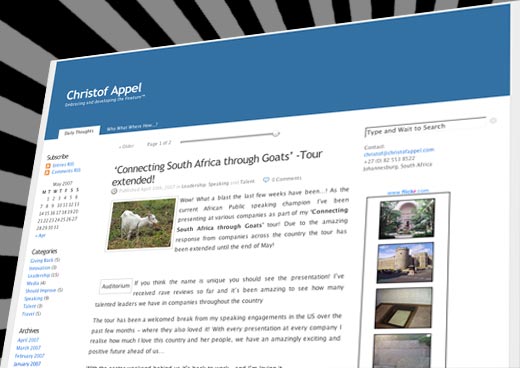 Christof Appel
Embracing and developing the Feature™
Daily Thoughts
Who What Where How...?
« Older
Page 1 of 2
Subscribe
Entries RSS
Comments RSS
May 2007
M T W T F S S
1 2 3 4 5 6
7 8 9 10 11 12 13
14 15 16 17 18 19 20
21 22 23 24 25 26 27
28 29 30 31
« Apr
Categories
Giving Back (5)
Innovation (3)
Leadership (15)
Media (4)
Should Improve (5)
Speaking (9)
Talent (3)
Travel (5)
Archives
April 2007
March 2007
February 2007
January 2007
'Connecting South Africa through Goats' -Tour
extended!
Published April 20th, 2007 in Leadership, Speaking and Talent. 0 Comments
Wow! What a blast the last few weeks have been...? As the
current African Public speaking champion I've been
presenting at various companies as part of my 'Connecting
South Africa through Goats' tour! Due to the amazing
response from companies across the country the tour has
been extended until the end of May!
Auditorium
If you think the name is unique you should see the presentation! I've
received rave reviews so far and it's been amazing to see how many
talented leaders we have in companies throughout the country
The tour has been a welcomed break from my speaking engagements in the US over the
past few months – where they also loved it! With every presentation at every company I
realise how much I love this country and her people, we have an amazingly exciting and
positive future ahead of us...
Type and Wait to Search
Contact:
christof@christofappel.com
+27 (0) 82 553 8522
Johannesburg, South Africa
www.flickr.com